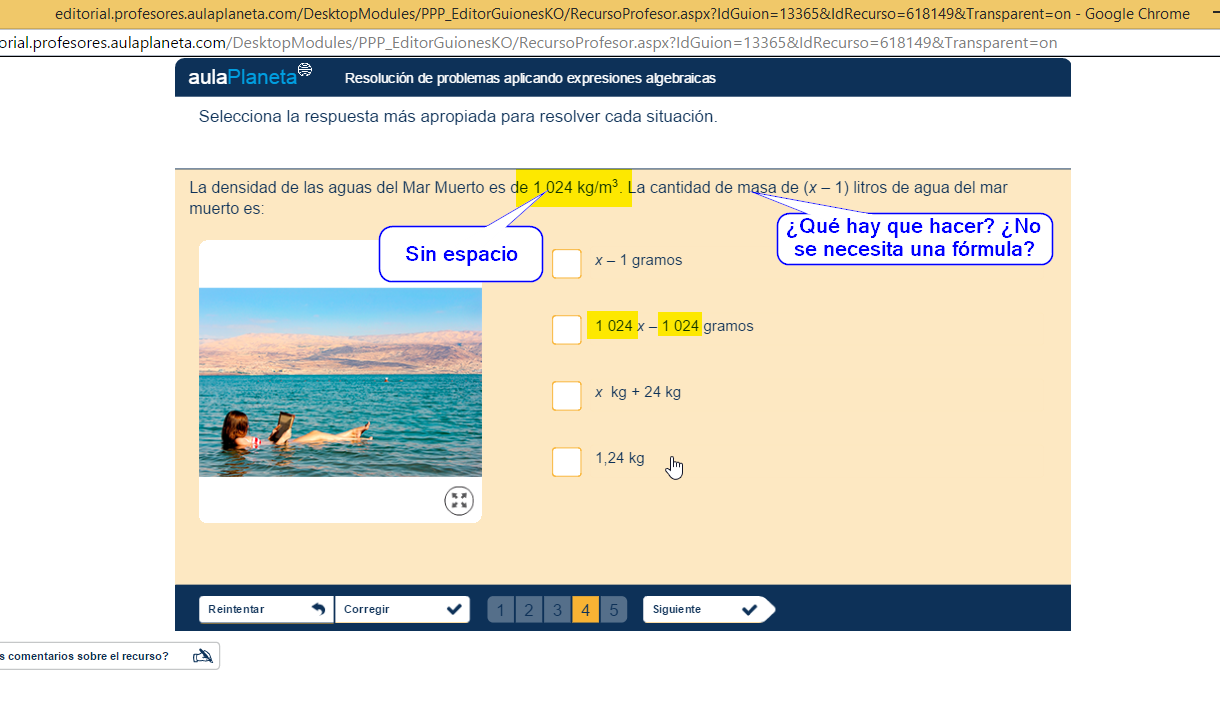 editorial.profesores.aulaplaneta.com/DesktopModules/PPP_EditorGuionesKO/RecursoProfesor.aspx?IdGuion=13365&IdRecurso=618149&Transparent=on - Google Chrome
orial.profesores.aulaplaneta.com/DesktopModules/PPP_EditorGuionesKO/RecursoProfesor.aspx?IdGuion=13365&IdRecurso=618149&Transparent=on
aulaPlaneta Resolución de problemas aplicando expresiones algebraicas
Selecciona la respuesta más apropiada para resolver cada situación.
La densidad de las aguas del Mar Muerto es de 1 024 kg/m³. La cantidad de masa de (x – 1) litros de agua del mar
muerto es:
¿Qué hay que hacer? ¿No
se necesita una fórmula?
Sin espacio
x – 1 gramos
1 024 x – 1 024 gramos
x kg + 24 kg
1,24 kg
Reintentar Corregir 1 2 3 4 5 Siguiente
s comentarios sobre el recurso?